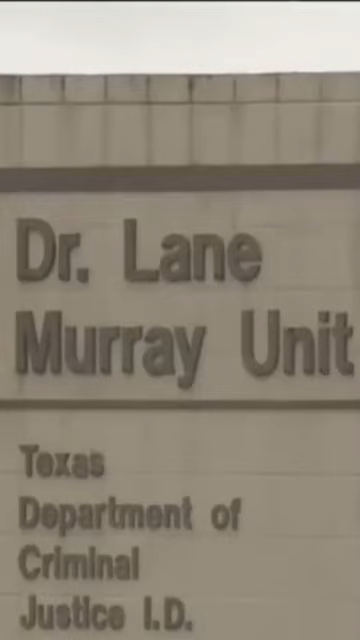 Dr. Lane
Murray Unit
Texas
Department of
Criminal
Justice I.D.